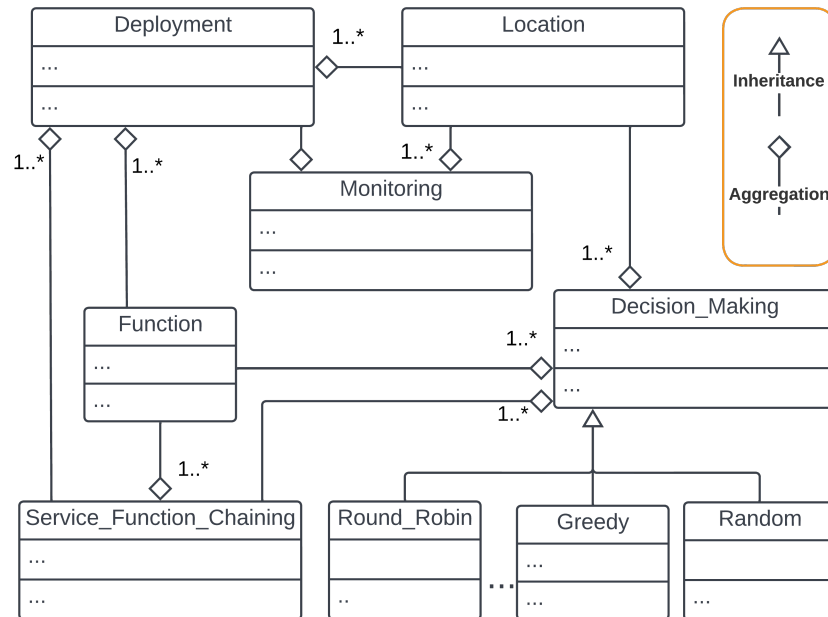 Deployment
...
...
1..*
Location
...
...
Inheritance
Aggregation
1..*
1..*
1..*
Monitoring
...
...
1..*
Decision_Making
...
...
Function
...
...
1..*
1..*
1..*
Service_Function_Chaining
...
...
Round_Robin
..
...
Greedy
...
...
Random
...